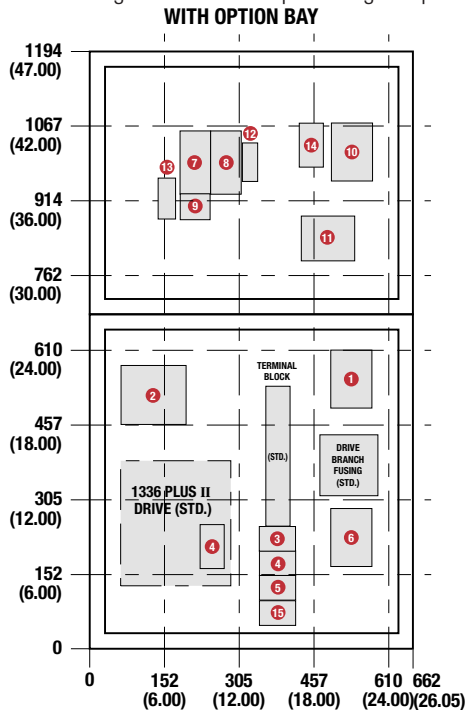 WITH OPTION BAY
1194
(47.00)
1067
(42.00)
12
13
7
8
14
10
914
(36.00)
9
11
762
(30.00)
610
(24.00)
TERMINAL
BLOCK
1
2
457
(18.00)
(STD.)
DRIVE
BRANCH
FUSING
(STD.)
305
(12.00)
1336 PLUS II
DRIVE (STD.)
3
4
4
6
152
(6.00)
5
15
0
0 152 305 457 610 662
(6.00) (12.00) (18.00) (24.00) (26.05)